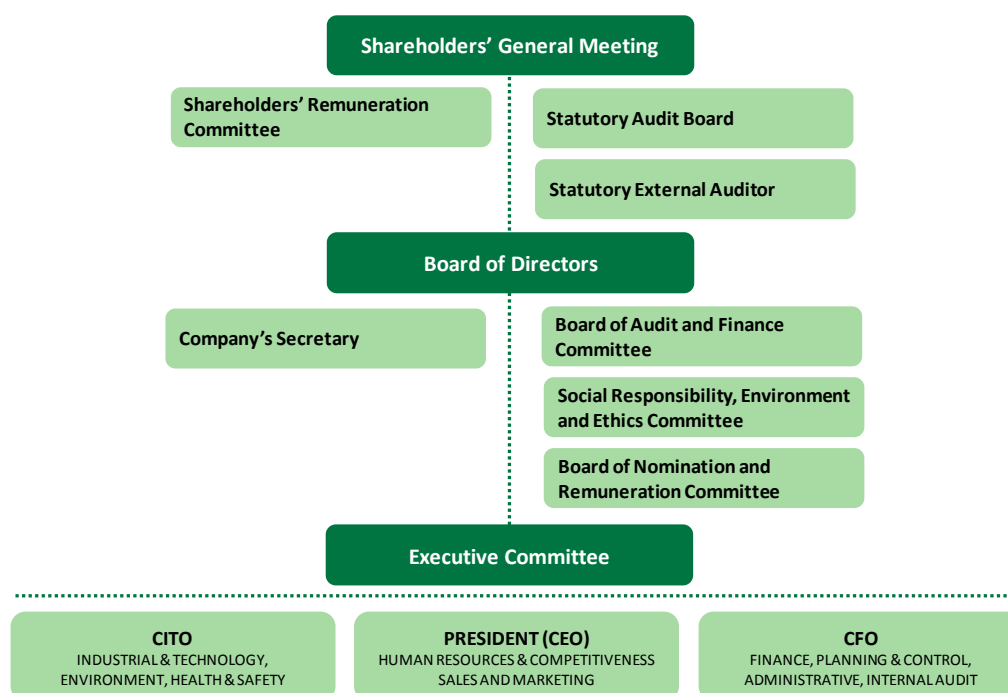 Shareholders’ General Meeting
Shareholders’ Remuneration
Committee
Statutory Audit Board
Statutory External Auditor
Board of Directors
Company’s Secretary
Board of Audit and Finance
Committee
Social Responsibility, Environment
and Ethics Committee
Board of Nomination and
Remuneration Committee
Executive Committee
CITO
INDUSTRIAL & TECHNOLOGY,
ENVIRONMENT, HEALTH & SAFETY
PRESIDENT (CEO)
HUMAN RESOURCES & COMPETITIVENESS
SALES AND MARKETING
CFO
FINANCE, PLANNING & CONTROL,
ADMINISTRATIVE, INTERNAL AUDIT